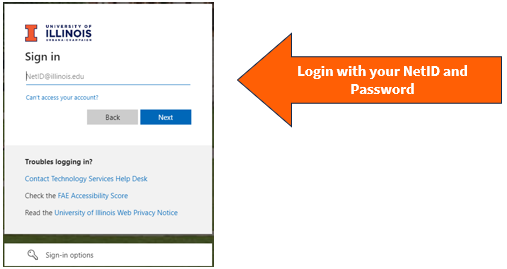 UNIVERSITY OF
ILLINOIS
URBANA-CHAMPAIGN
Sign in
NetID@illinois.edu
Can't access your account?
Back
Next
Troubles logging in?
Contact Technology Services Help Desk
Check the FAE Accessibility Score
Read the University of Illinois Web Privacy Notice
Sign-in options
Login with your NetID and
Password